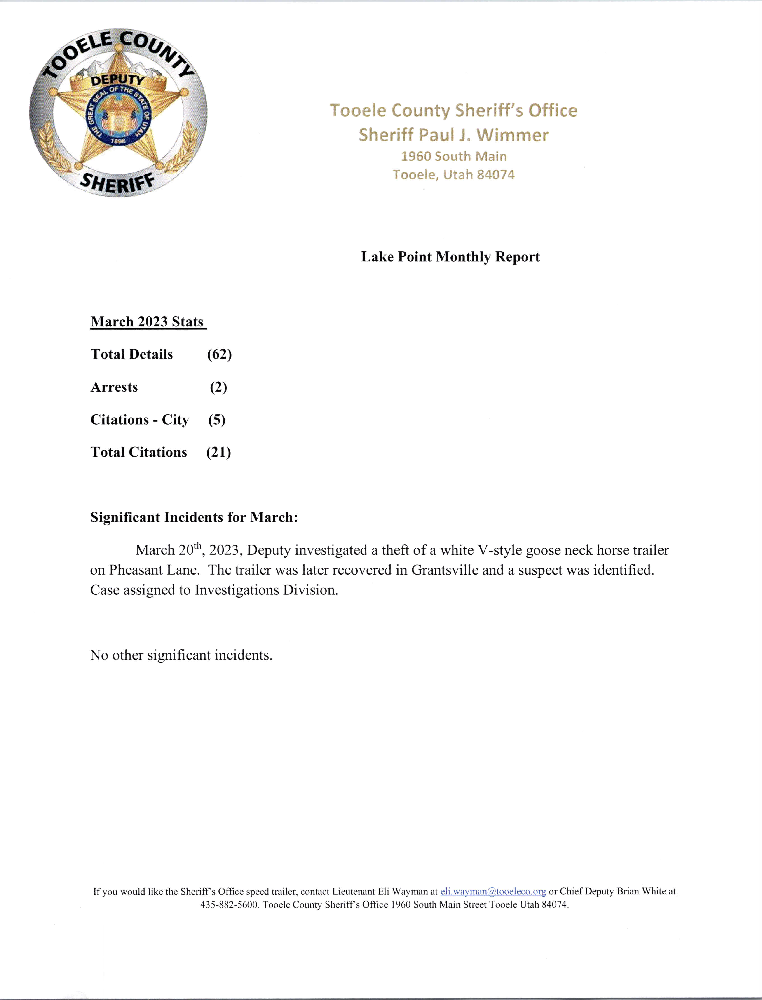 TOOELE COUNTY
DEPUTY
THE GREAT SEAL OF THE STATE OF UTAH
1896
SHERIFF
Tooele County Sheriff's Office
Sheriff Paul J. Wimmer
1960 South Main
Tooele, Utah 84074
Lake Point Monthly Report
March 2023 Stats
Total Details (62)
Arrests (2)
Citations - City (5)
Total Citations (21)
Significant Incidents for March:
March 20th, 2023, Deputy investigated a theft of a white V-style goose neck horse trailer
on Pheasant Lane. The trailer was later recovered in Grantsville and a suspect was identified.
Case assigned to Investigations Division.
No other significant incidents.
If you would like the Sheriff's Office speed trailer, contact Lieutenant Eli Wayman at eli.wayman@tooeleco.org or Chief Deputy Brian White at
435-882-5600. Tooele County Sheriff's Office 1960 South Main Street Tooele Utah 84074.